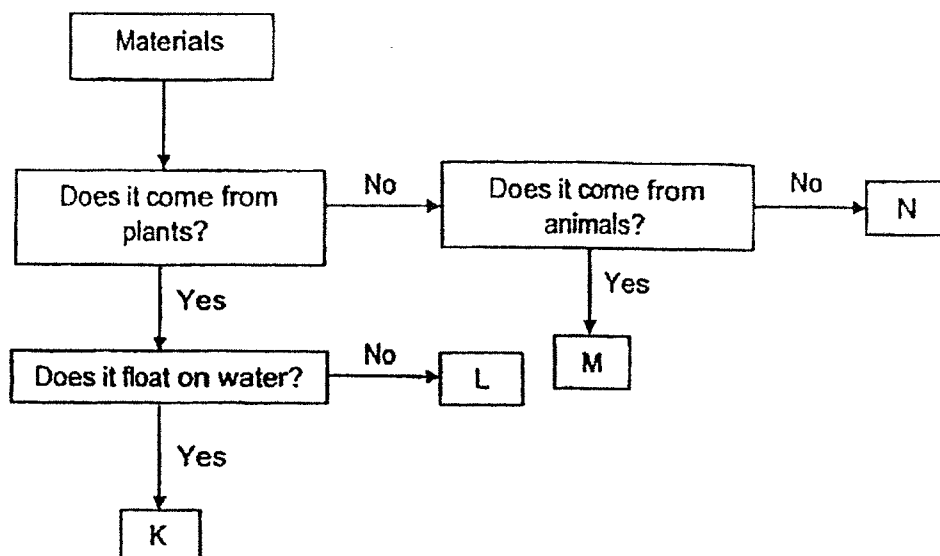 Materials
Does it come from
plants?
No
Does it come from
animals?
No
N
Yes
Yes
Does it float on water?
No
L
M
Yes
K